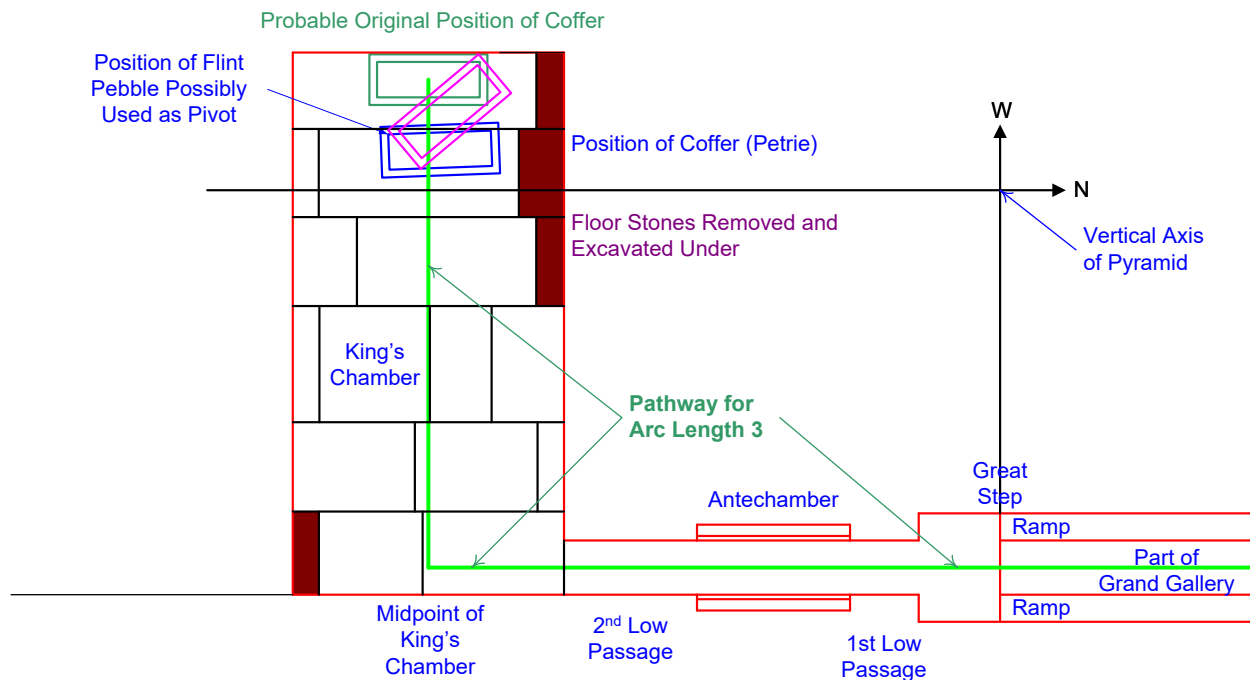 Probable Original Position of Coffer
Position of Flint
Pebble Possibly
Used as Pivot
W
Position of Coffer (Petrie)
N
Floor Stones Removed and
Excavated Under
Vertical Axis
of Pyramid
King's
Chamber
Pathway for
Arc Length 3
Great
Step
Antechamber
Ramp
Part of
Grand Gallery
Ramp
Midpoint of
King's
Chamber
2nd Low
Passage
1st Low
Passage